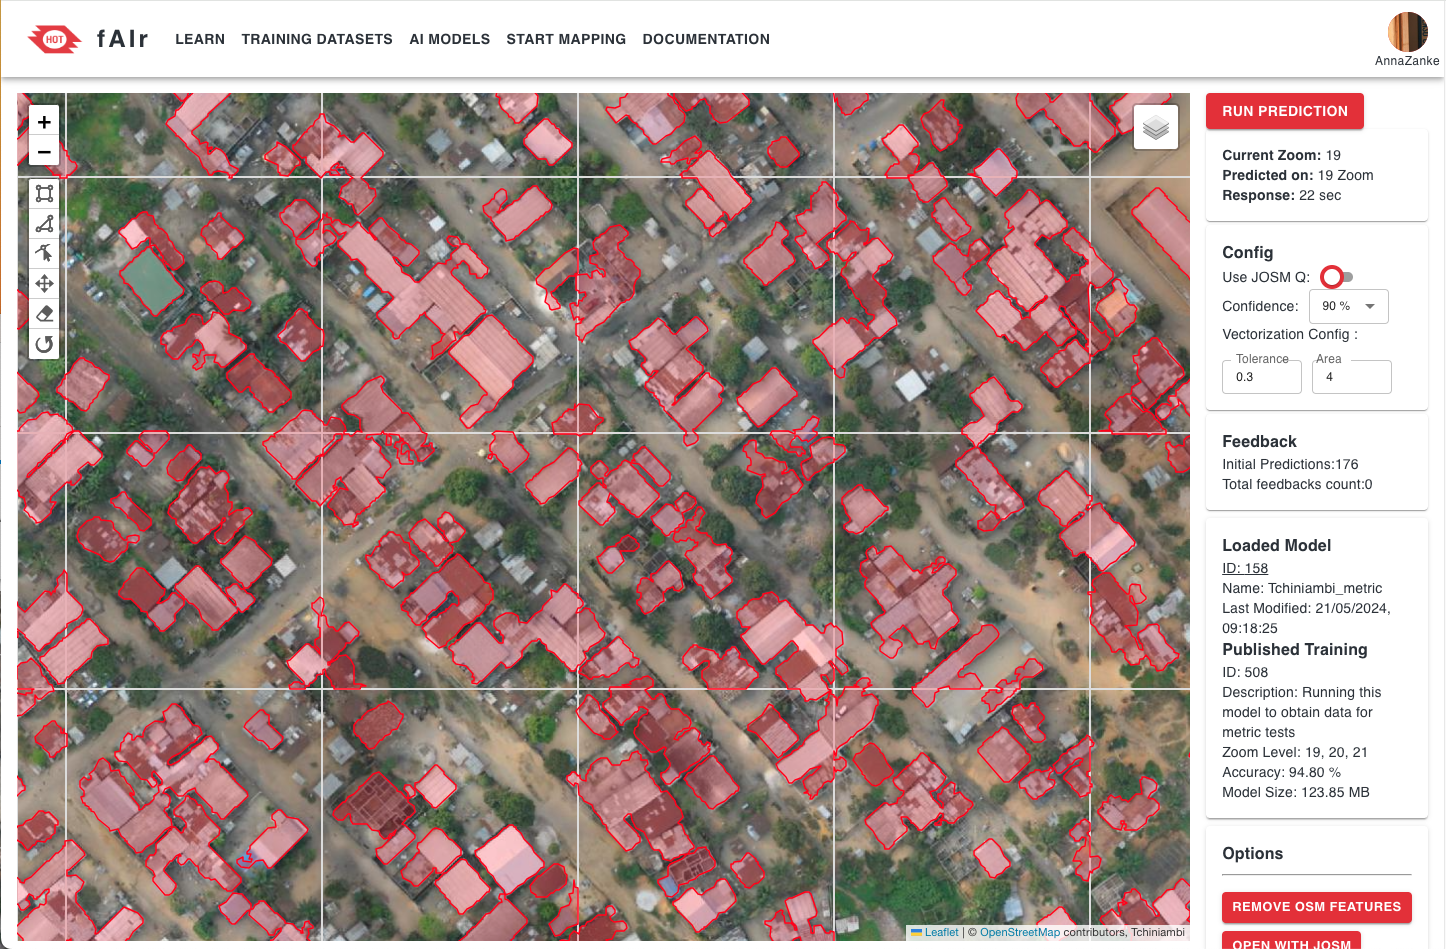 HOT
fAIr
LEARN
TRAINING DATASETS
AI MODELS
START MAPPING
DOCUMENTATION
AnnaZanke
+
−
RUN PREDICTION
Current Zoom: 19
Predicted on: 19 Zoom
Response: 22 sec
Config
Use JOSM Q:
Confidence: 90 %
Vectorization Config :
Tolerance
0.3
Area
4
Feedback
Initial Predictions:176
Total feedbacks count:0
Loaded Model
ID: 158
Name: Tchiniambi_metric
Last Modified: 21/05/2024,
09:18:25
Published Training
ID: 508
Description: Running this
model to obtain data for
metric tests
Zoom Level: 19, 20, 21
Accuracy: 94.80 %
Model Size: 123.85 MB
Options
REMOVE OSM FEATURES
OPEN WITH JOSM
Leaflet | © OpenStreetMap contributors, Tchiniambi